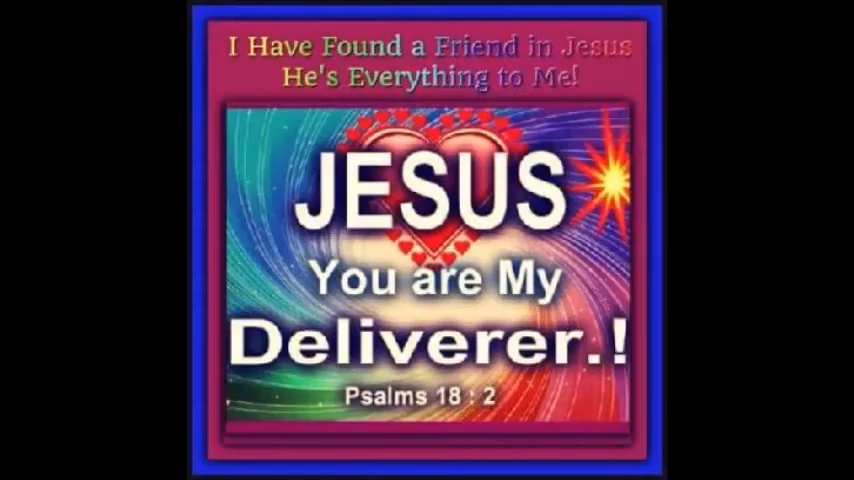 I Have Found a Friend in Jesus
He's Everything to Me!
JESUS
You are My
Deliverer.!
Psalms 18 : 2